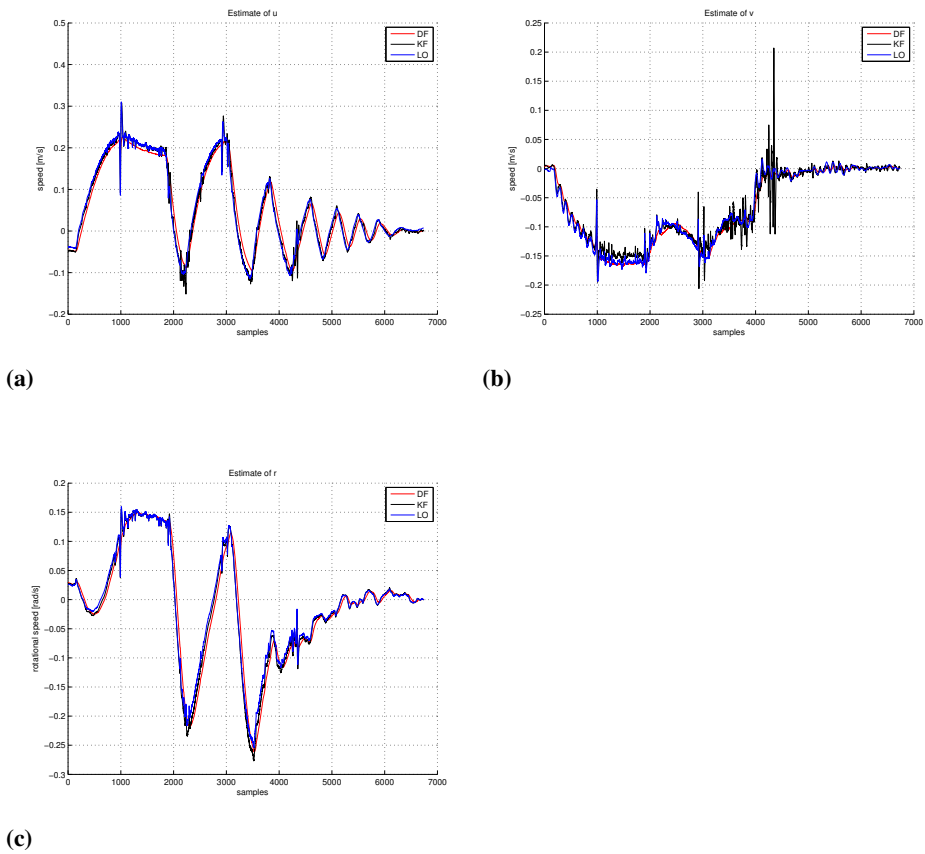 Estimate of u
0.5
0.4
0.3
0.2
0.1
0
−0.1
−0.2
speed [m/s]
0 1000 2000 3000 4000 5000 6000 7000
samples
DF
KF
LO
(a)
Estimate of v
0.25
0.2
0.15
0.1
0.05
0
−0.05
−0.1
−0.15
−0.2
−0.25
speed [m/s]
0 1000 2000 3000 4000 5000 6000 7000
samples
DF
KF
LO
(b)
Estimate of r
0.2
0.15
0.1
0.05
0
−0.05
−0.1
−0.15
−0.2
−0.25
−0.3
rotational speed [rad/s]
0 1000 2000 3000 4000 5000 6000 7000
samples
DF
KF
LO
(c)